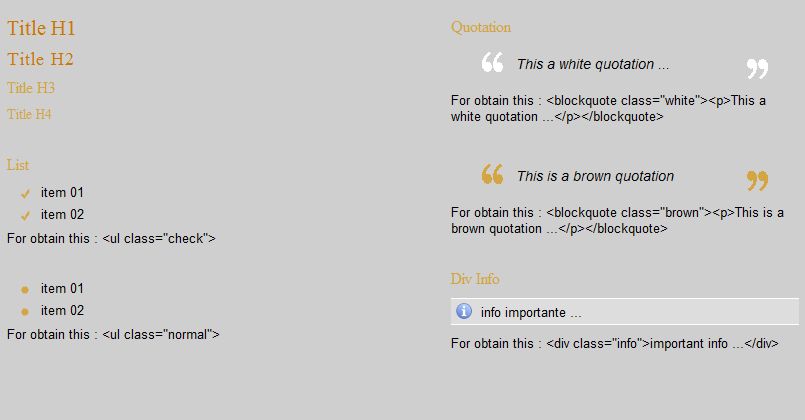 Title H1
Title H2
Title H3
Title H4
List
item 01
item 02
For obtain this : <ul class="check">
item 01
item 02
For obtain this : <ul class="normal">
Quotation
“ This a white quotation ... ”
For obtain this : <blockquote class="white"><p>This a
white quotation ...</p></blockquote>
“ This is a brown quotation ”
For obtain this : <blockquote class="brown"><p>This is a
brown quotation ...</p></blockquote>
Div Info
i info importante ...
For obtain this : <div class="info">important info ...</div>